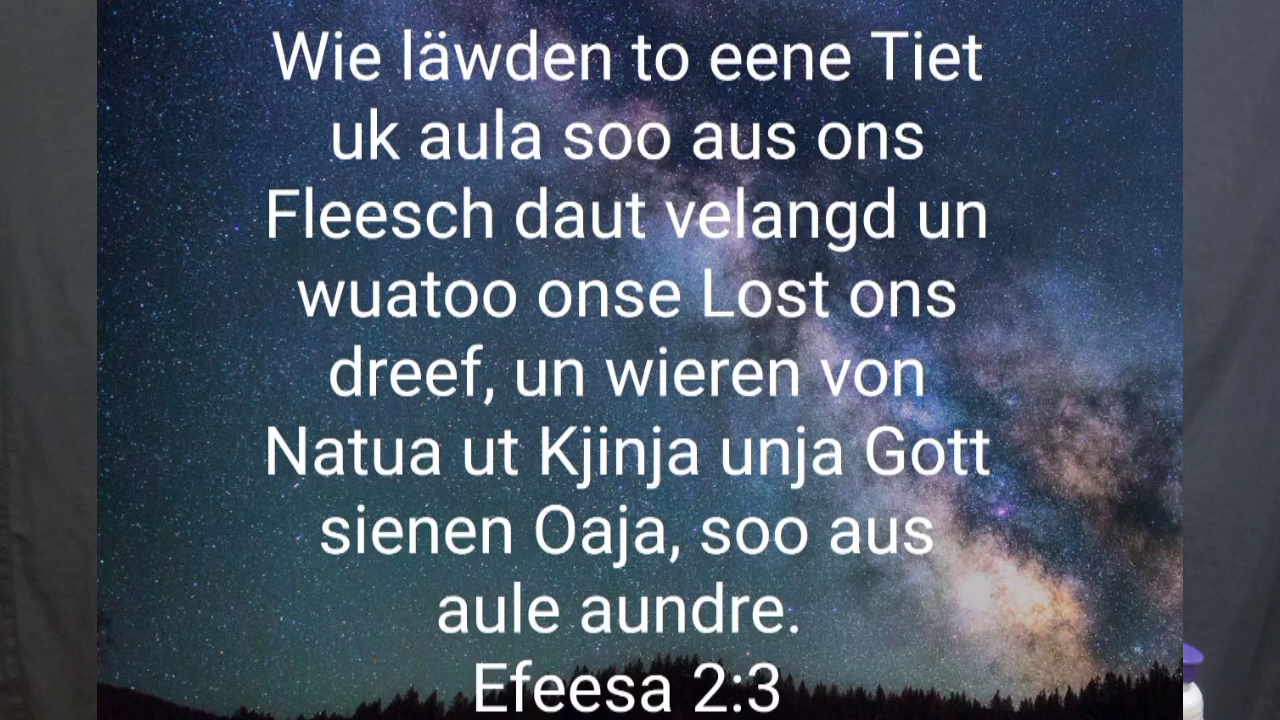 Wie läwden to eene Tiet
uk aula soo aus ons
Fleesch daut velangd un
wuatoo onse Lost ons
dreef, un wieren von
Natua ut Kjinja unja Gott
sienen Oaja, soo aus
aule aundre.
Efeesa 2:3